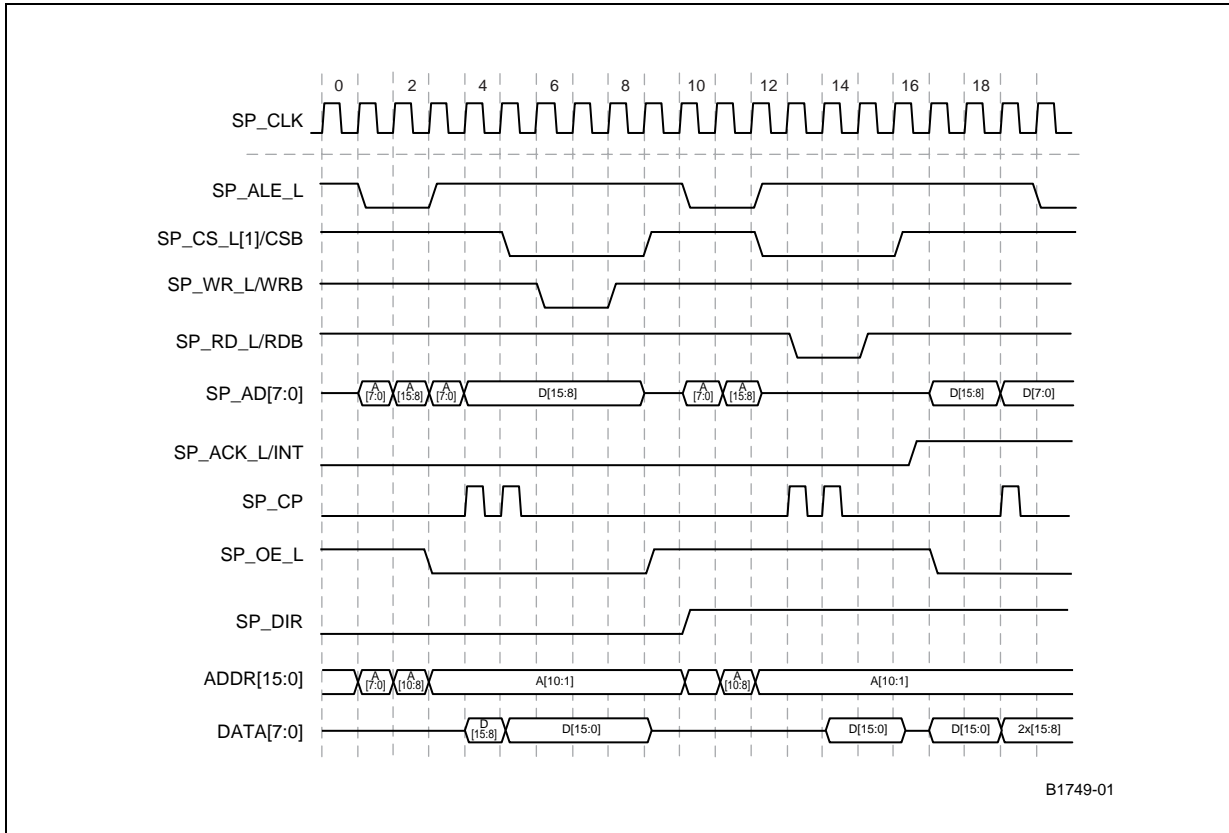 0 2 4 6 8 10 12 14 16 18
SP_CLK
SP_ALE_L
SP_CS_L[1]/CSB
SP_WR_L/WRB
SP_RD_L/RDB
SP_AD[7:0] A [7:0] A [15:8] A [7:0] D[15:8] A [7:0] A [15:8] D[15:8] D[7:0]
SP_ACK_L/INT
SP_CP
SP_OE_L
SP_DIR
ADDR[15:0] A [7:0] A [10:8] A[10:1] A [10:8] A[10:1]
DATA[7:0] D [15:8] D[15:0] D[15:0] D[15:0] 2x[15:8]
B1749-01